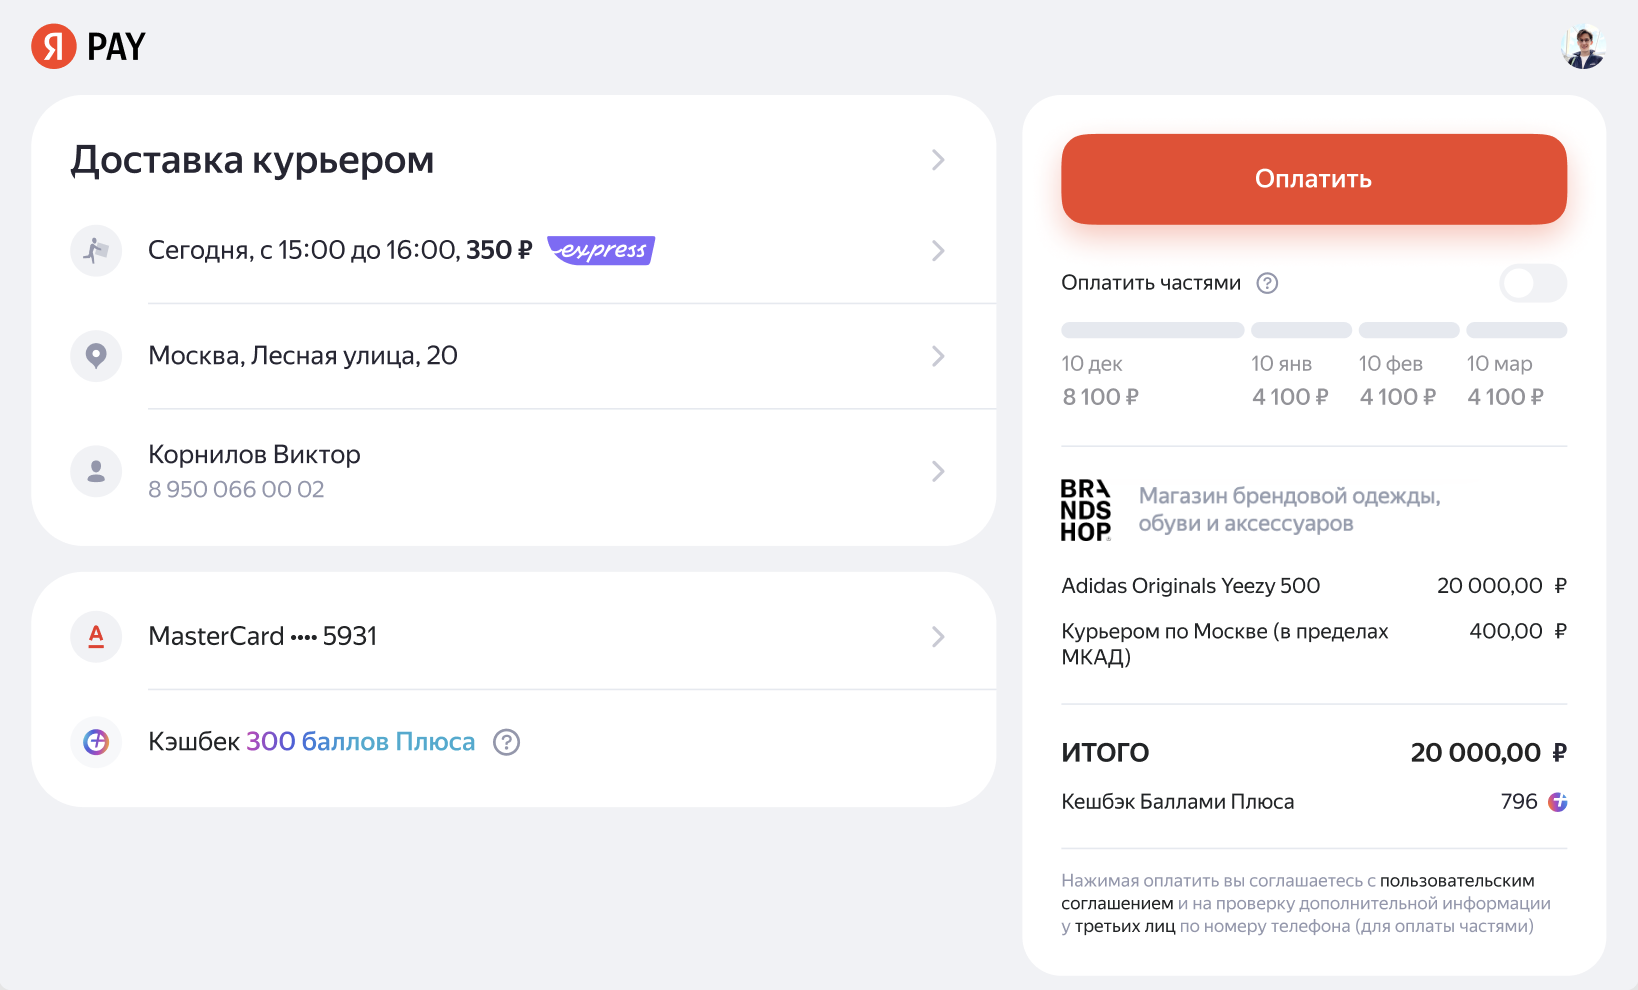 Я PAY
Доставка курьером
Сегодня, с 15:00 до 16:00, 350 ₽ express
Москва, Лесная улица, 20
Корнилов Виктор
8 950 066 00 02
MasterCard •••• 5931
Кэшбек 300 баллов Плюса ?
Оплатить
Оплатить частями ?
10 дек 10 янв 10 фев 10 мар
8 100 ₽ 4 100 ₽ 4 100 ₽ 4 100 ₽
BRA
NDS
HOP
Магазин брендовой одежды,
обуви и аксессуаров
Adidas Originals Yeezy 500 20 000,00 ₽
Курьером по Москве (в пределах 400,00 ₽
МКАД)
ИТОГО 20 000,00 ₽
Кешбэк Баллами Плюса 796
Нажимая оплатить вы соглашаетесь с пользовательским
соглашением и на проверку дополнительной информации
у третьих лиц по номеру телефона (для оплаты частями)